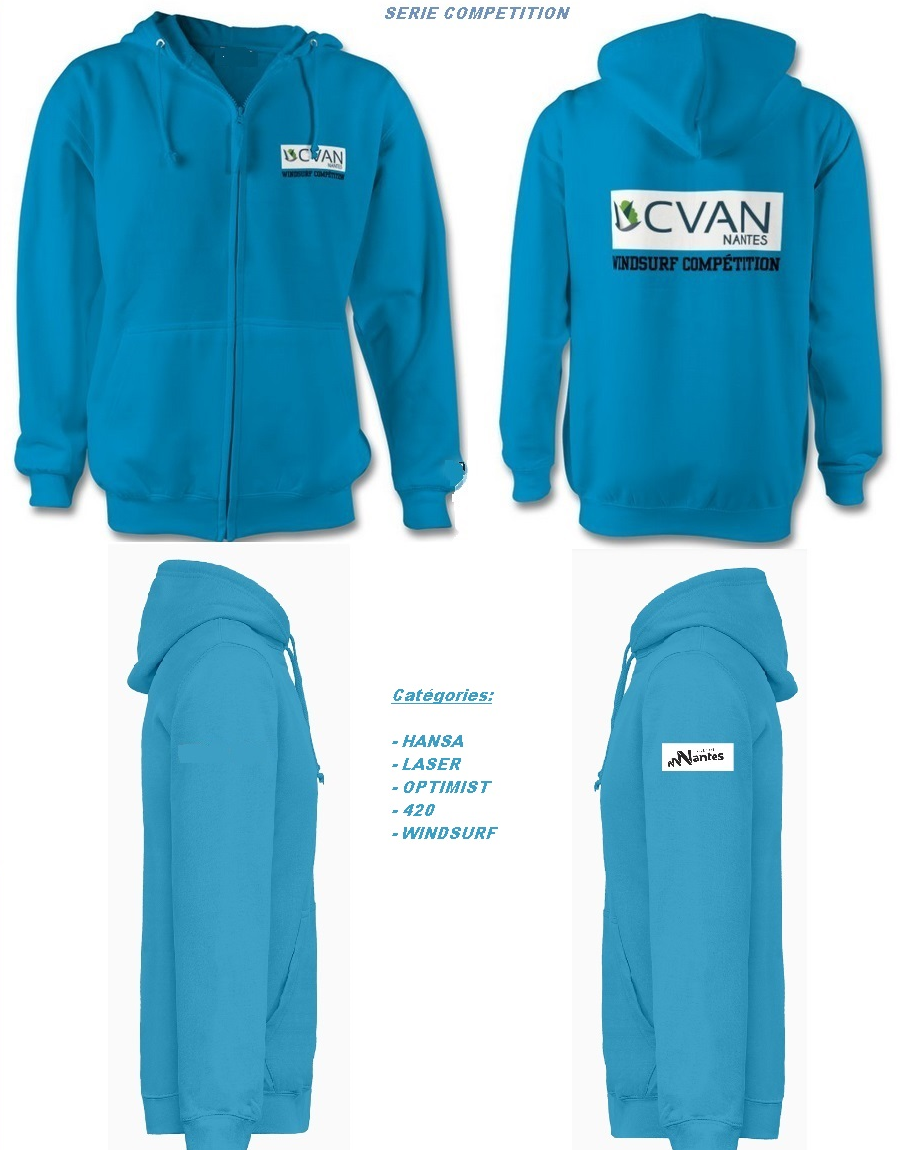 SERIE COMPETITION
CVAN
NANTES
WINDSURF COMPÉTITION
CVAN
NANTES
WINDSURF COMPÉTITION
Catégories:
- HANSA
- LASER
- OPTIMIST
- 420
- WINDSURF
Nantes